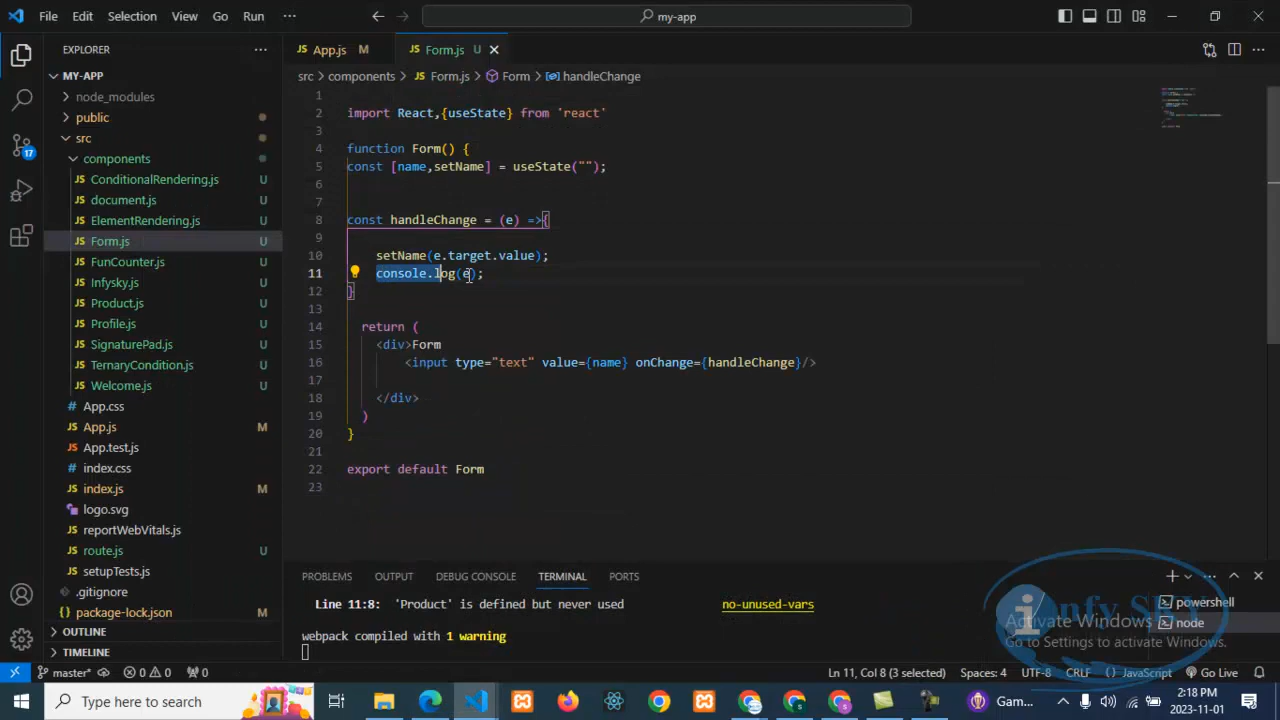 File Edit Selection View Go Run ··· my-app
EXPLORER ···
App.js M
Form.js U
MY-APP
src > components > Form.js > Form > handleChange
node_modules
public
src
components
ConditionalRendering.js U
document.js U
ElementRendering.js U
Form.js U
FunCounter.js U
Infysky.js U
Product.js U
Profile.js U
SignaturePad.js U
TernaryCondition.js U
Welcome.js U
App.css
App.js M
App.test.js
index.css
index.js M
logo.svg
reportWebVitals.js
route.js U
setupTests.js
.gitignore
package-lock.json M
OUTLINE
TIMELINE
17
1
2 import React,{useState} from 'react'
3
4 function Form() {
5 const [name,setName] = useState("");
6
7
8 const handleChange = (e) =>{
9
10 setName(e.target.value);
11 console.log(e);
12 }
13
14 return (
15 <div>Form
16 <input type="text" value={name} onChange={handleChange}/>
17
18 </div>
19 )
20 }
21
22 export default Form
23
PROBLEMS OUTPUT DEBUG CONSOLE TERMINAL PORTS
Line 11:8: 'Product' is defined but never used no-unused-vars
webpack compiled with 1 warning
powershell
node
Activate Windows
Go to Settings to activate Windows.
master* 0 0 0 Ln 11, Col 8 (3 selected) Spaces: 4 UTF-8 CRLF {} JavaScript Go Live
Type here to search
Gam...
2:18 PM
2023-11-01